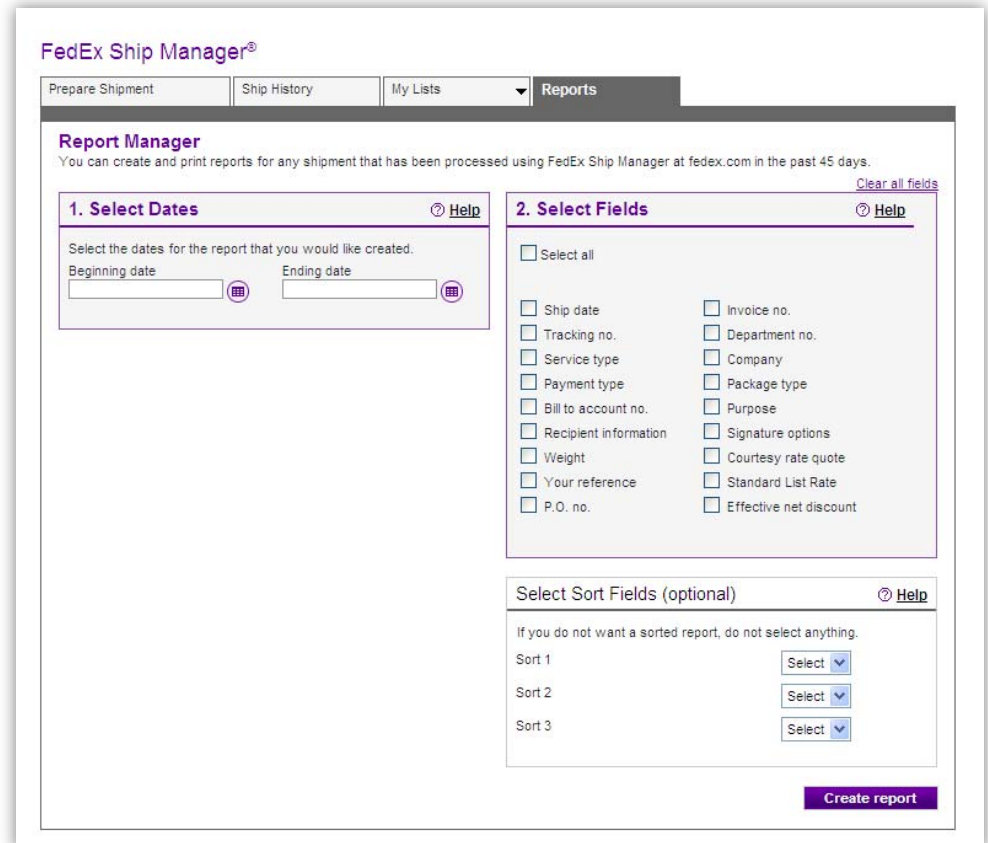 FedEx Ship Manager®
Prepare Shipment Ship History My Lists Reports
Report Manager
You can create and print reports for any shipment that has been processed using FedEx Ship Manager at fedex.com in the past 45 days.
Clear all fields
1. Select Dates Help
Select the dates for the report that you would like created.
Beginning date Ending date
2. Select Fields Help
Select all
Ship date
Tracking no.
Service type
Payment type
Bill to account no.
Recipient information
Weight
Your reference
P.O. no.
Invoice no.
Department no.
Company
Package type
Purpose
Signature options
Courtesy rate quote
Standard List Rate
Effective net discount
Select Sort Fields (optional) Help
If you do not want a sorted report, do not select anything.
Sort 1 Select
Sort 2 Select
Sort 3 Select
Create report